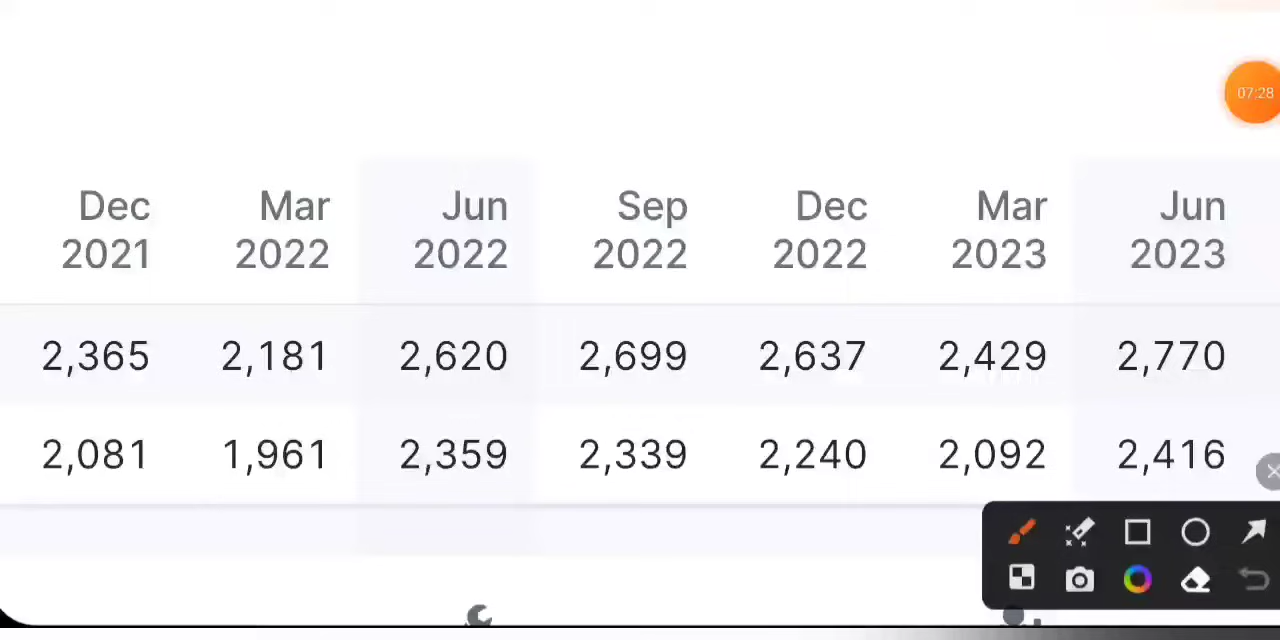 07:28
Dec Mar Jun Sep Dec Mar Jun
2021 2022 2022 2022 2022 2023 2023
2,365 2,181 2,620 2,699 2,637 2,429 2,770
2,081 1,961 2,359 2,339 2,240 2,092 2,416